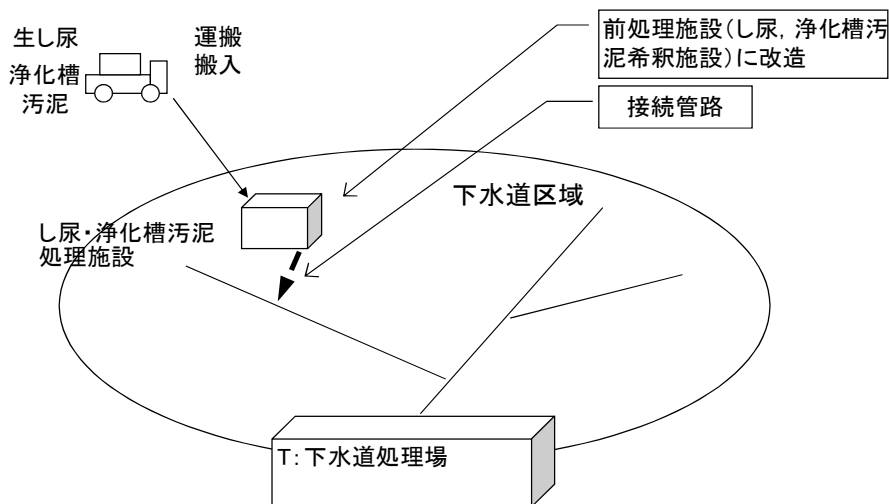 生し尿
浄化槽
汚泥
運搬
搬入
前処理施設(し尿, 浄化槽汚
泥希釈施設)に改造
接続管路
下水道区域
し尿・浄化槽汚泥
処理施設
T:下水道処理場